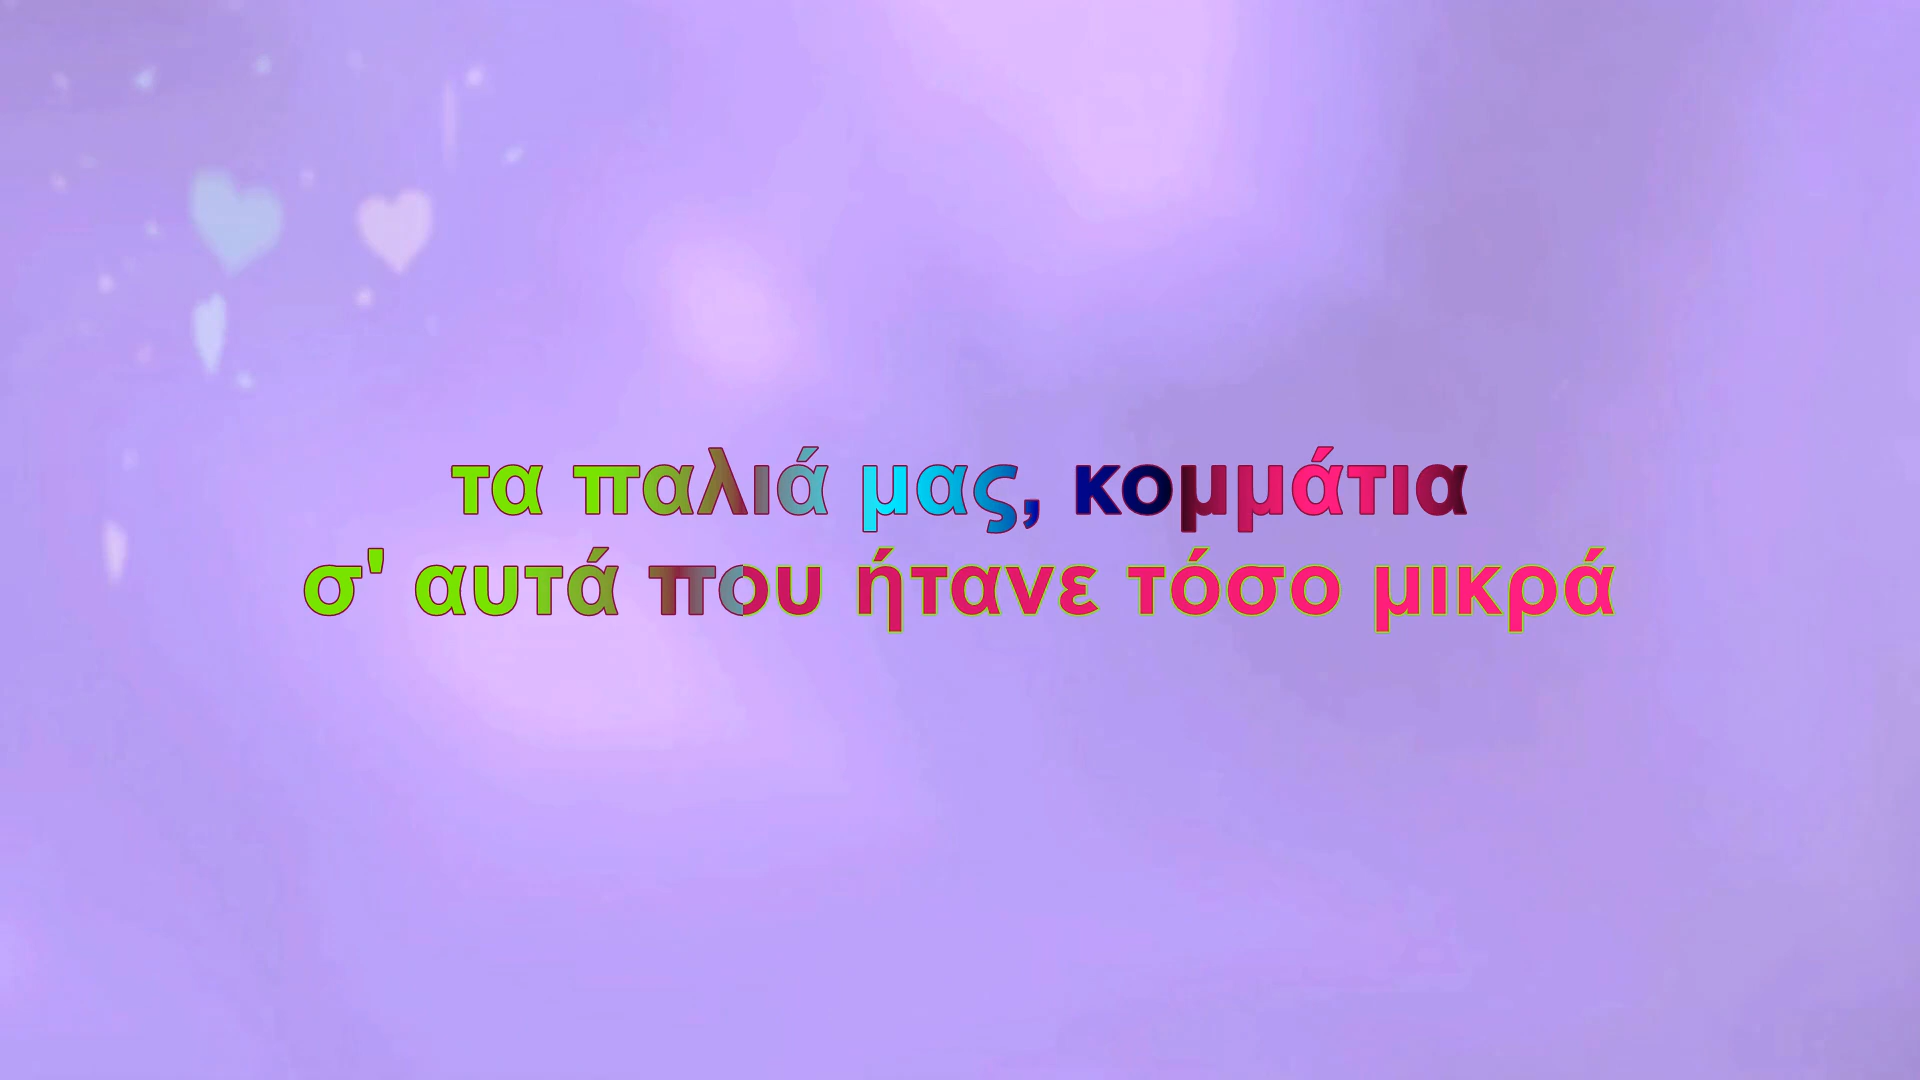 τα παλιά μας, κομμάτια
σ' αυτά που ήτανε τόσο μικρά